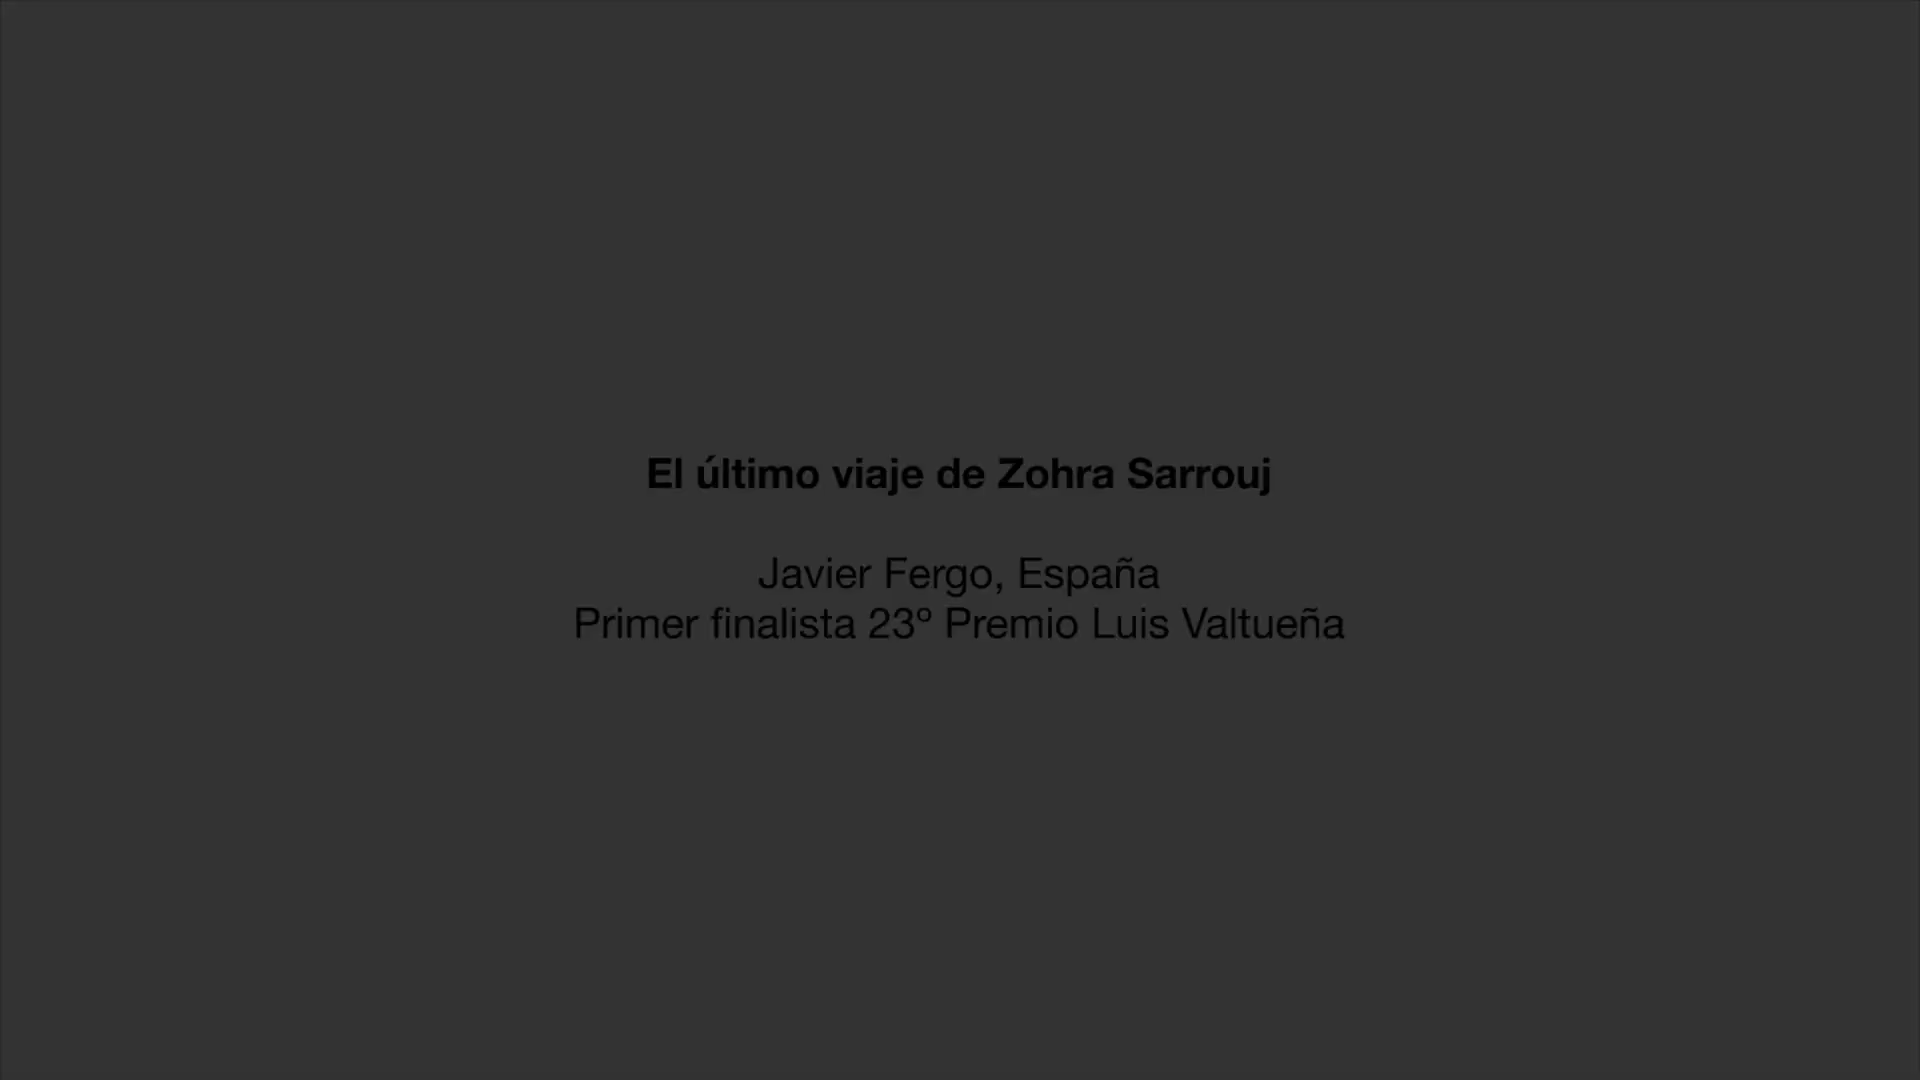 El último viaje de Zohra Sarrouj
Javier Fergo, España
Primer finalista 23º Premio Luis Valtueña